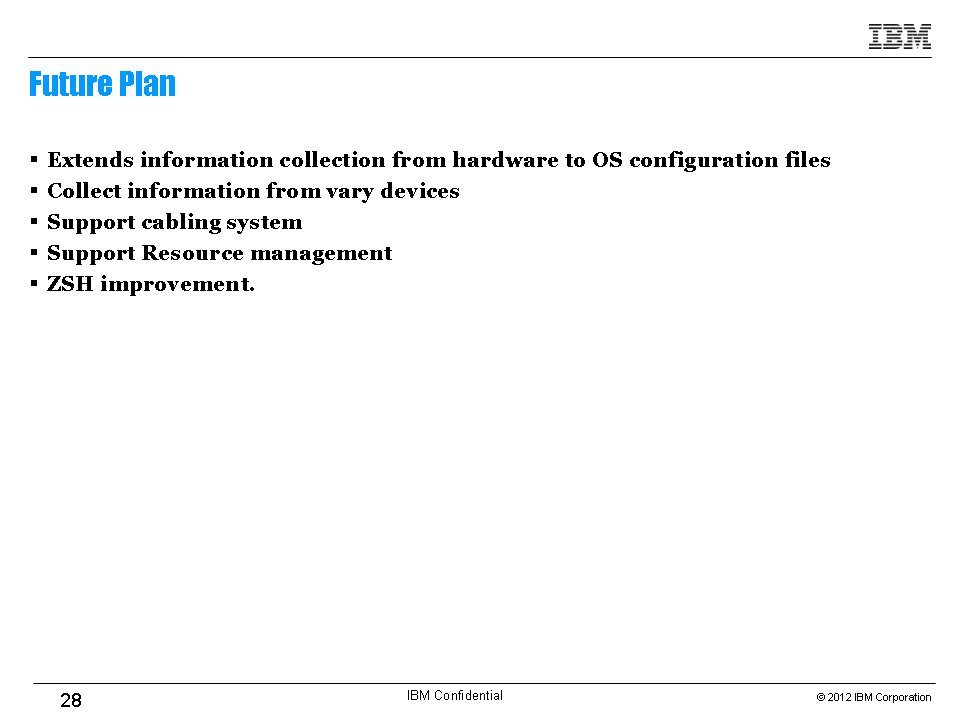 IBM
Future Plan
▪ Extends information collection from hardware to OS configuration files
▪ Collect information from vary devices
▪ Support cabling system
▪ Support Resource management
▪ ZSH improvement.
28
IBM Confidential
© 2012 IBM Corporation